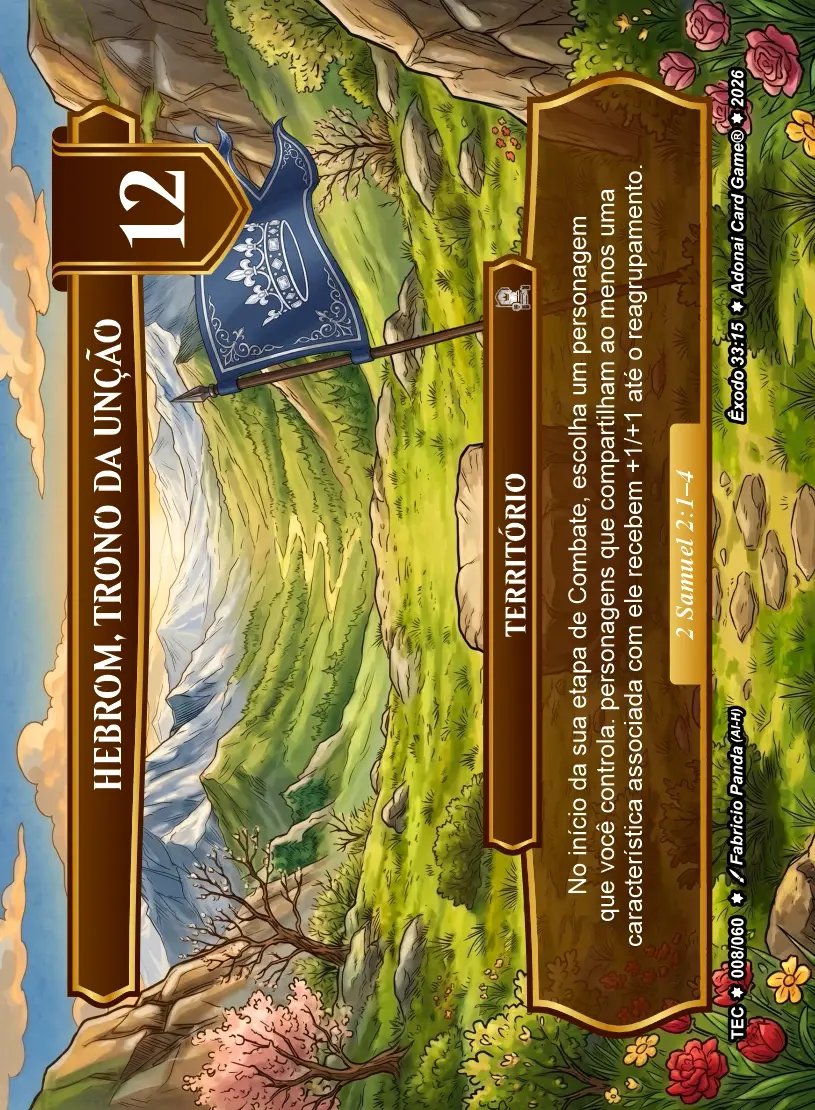 HEBROM, TRONO DA UNÇÃO
12
TERRITÓRIO
No início da sua etapa de Combate, escolha um personagem
que você controla. personagens que compartilham ao menos uma
característica associada com ele recebem +1/+1 até o reagrupamento.
2 Samuel 2:1–4
TEC ✶ 008/060 ✶ Fabricio Panda (AI-H)
Êxodo 33:15 ✶ Adonai Card Game® ✶ 2026